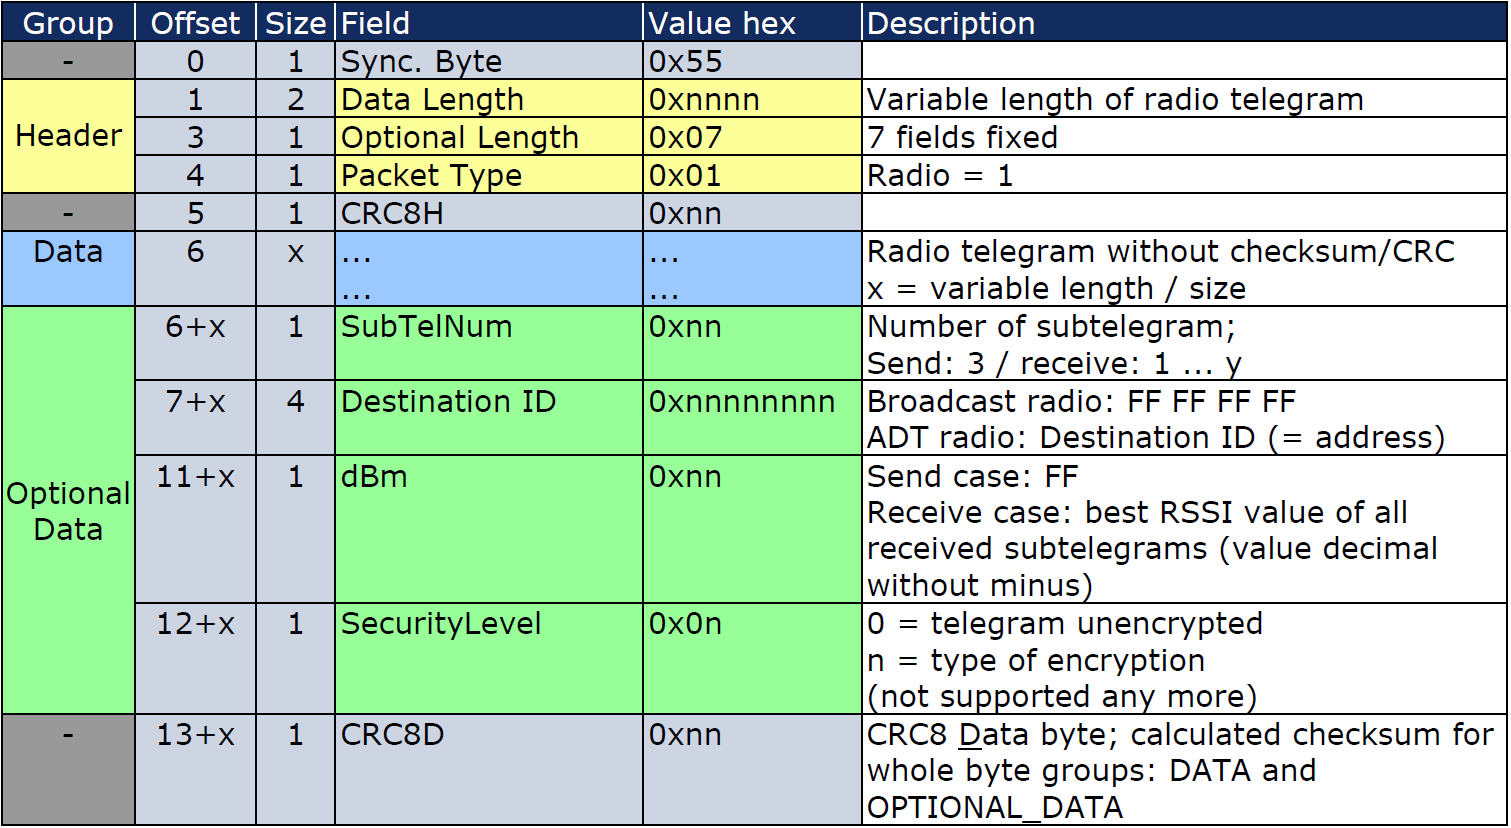 Group Offset Size Field Value hex Description
- 0 1 Sync. Byte 0x55
Header
1 2 Data Length 0xnnnn Variable length of radio telegram
3 1 Optional Length 0x07 7 fields fixed
4 1 Packet Type 0x01 Radio = 1
- 5 1 CRC8H 0xnn
Data 6 x ... ... Radio telegram without checksum/CRC
... ... x = variable length / size
Optional
Data
6+x 1 SubTelNum 0xnn Number of subtelegram;
Send: 3 / receive: 1 ... y
7+x 4 Destination ID 0xnnnnnnnn Broadcast radio: FF FF FF FF
ADT radio: Destination ID (= address)
11+x 1 dBm 0xnn Send case: FF
Receive case: best RSSI value of all
received subtelegrams (value decimal
without minus)
12+x 1 SecurityLevel 0x0n 0 = telegram unencrypted
n = type of encryption
(not supported any more)
- 13+x 1 CRC8D 0xnn CRC8 Data byte; calculated checksum for
whole byte groups: DATA and
OPTIONAL_DATA